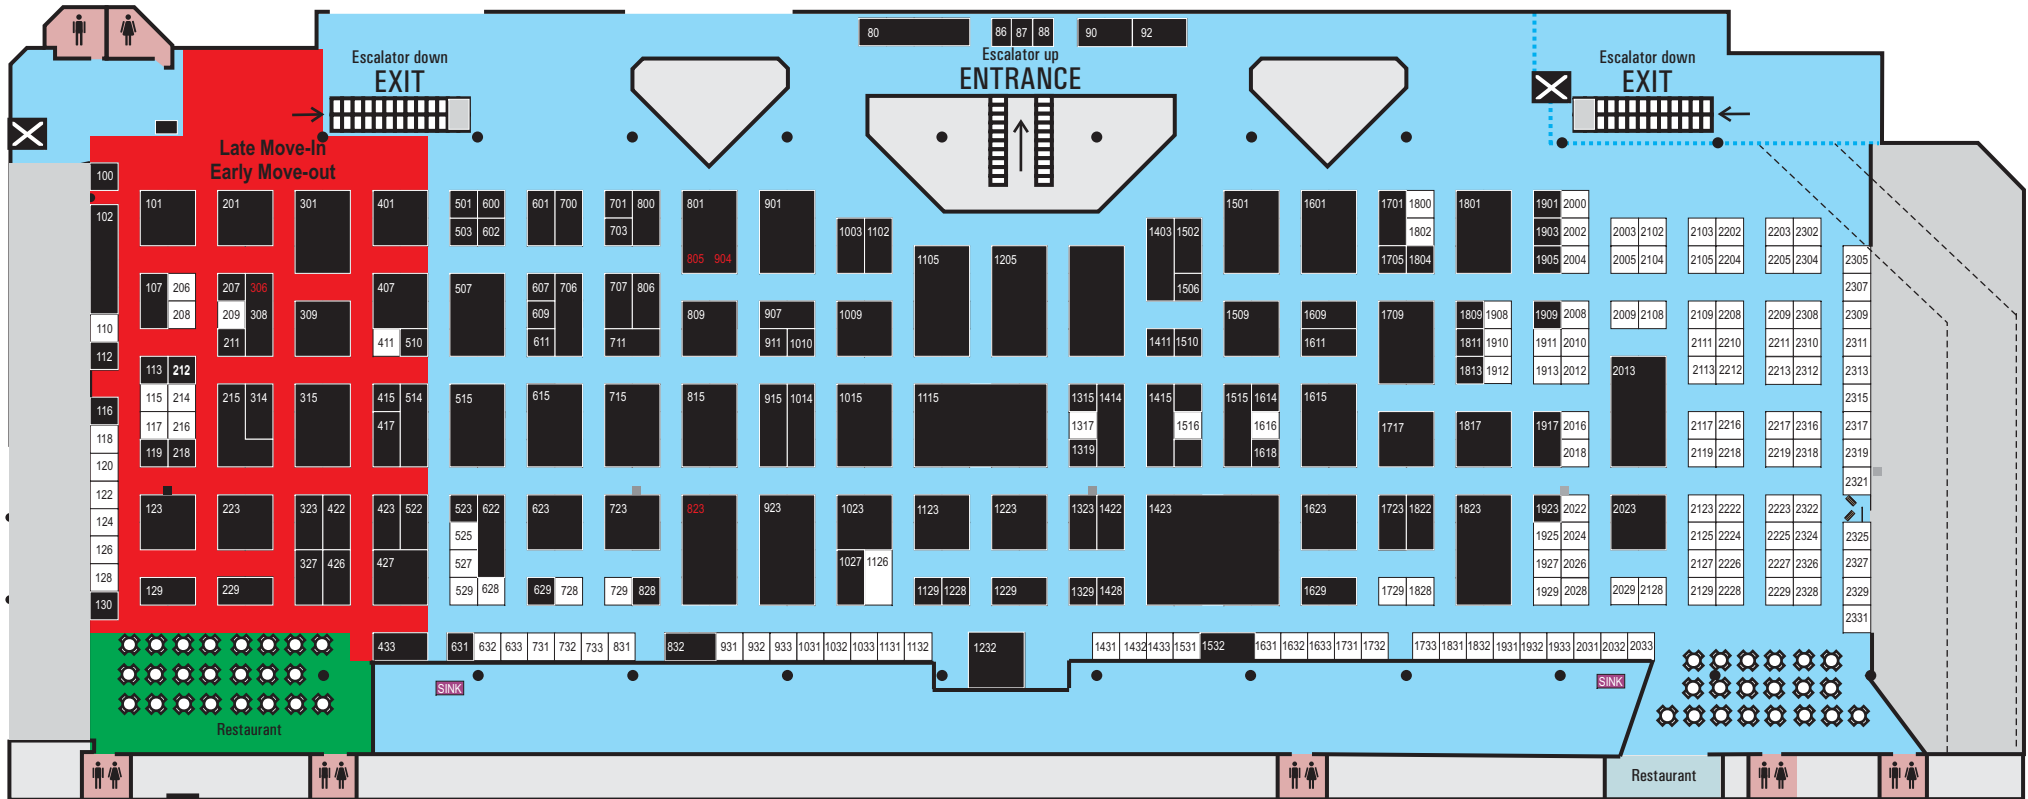 80 86 87 88 90 92
Escalator down
EXIT
Escalator up
ENTRANCE
Escalator down
EXIT
Late Move-In
Early Move-out
100
101 201 301 401 501 600 601 700 701 800 801 901 1501 1601 1701 1800 1801 1901 2000
102 503 602 703 1003 1102 1403 1502 1802 1903 2002 2003 2102 2103 2202 2203 2302
805 904 1105 1205 1705 1804 1905 2004 2005 2104 2105 2204 2205 2304 2305
107 206 207 306 407 507 607 706 707 806 1506 2307
110 208 209 308 309 609 809 907 1009 1509 1609 1709 1809 1908 1909 2008 2009 2108 2109 2208 2209 2308 2309
112 211 411 510 611 711 911 1010 1411 1510 1611 1811 1910 1911 2010 2111 2210 2211 2310 2311
113 212 1813 1912 1913 2012 2013 2113 2212 2213 2312 2313
115 214 215 314 315 415 514 515 615 715 815 915 1014 1015 1115 1315 1414 1415 1515 1614 1615 2315
116 117 216 417 1317 1516 1616 1717 1817 1917 2016 2117 2216 2217 2316 2317
118 119 218 1319 1618 2018 2119 2218 2219 2318 2319
120 2321
122 123 223 323 422 423 522 523 622 623 723 823 923 1023 1123 1223 1323 1422 1423 1623 1723 1822 1823 1923 2022 2023 2123 2222 2223 2322
124 525 1925 2024 2125 2224 2225 2324 2325
126 327 426 427 527 1027 1126 1927 2026 2127 2226 2227 2326 2327
128 129 229 529 628 629 728 729 828 1129 1228 1229 1329 1428 1629 1729 1828 1929 2028 2029 2128 2129 2228 2229 2328 2329
130 2331
433 631 632 633 731 732 733 831 832 931 932 933 1031 1032 1033 1131 1132 1232 1431 1432 1433 1531 1532 1631 1632 1633 1731 1732 1733 1831 1832 1931 1932 1933 2031 2032 2033
SINK SINK
Restaurant
Restaurant